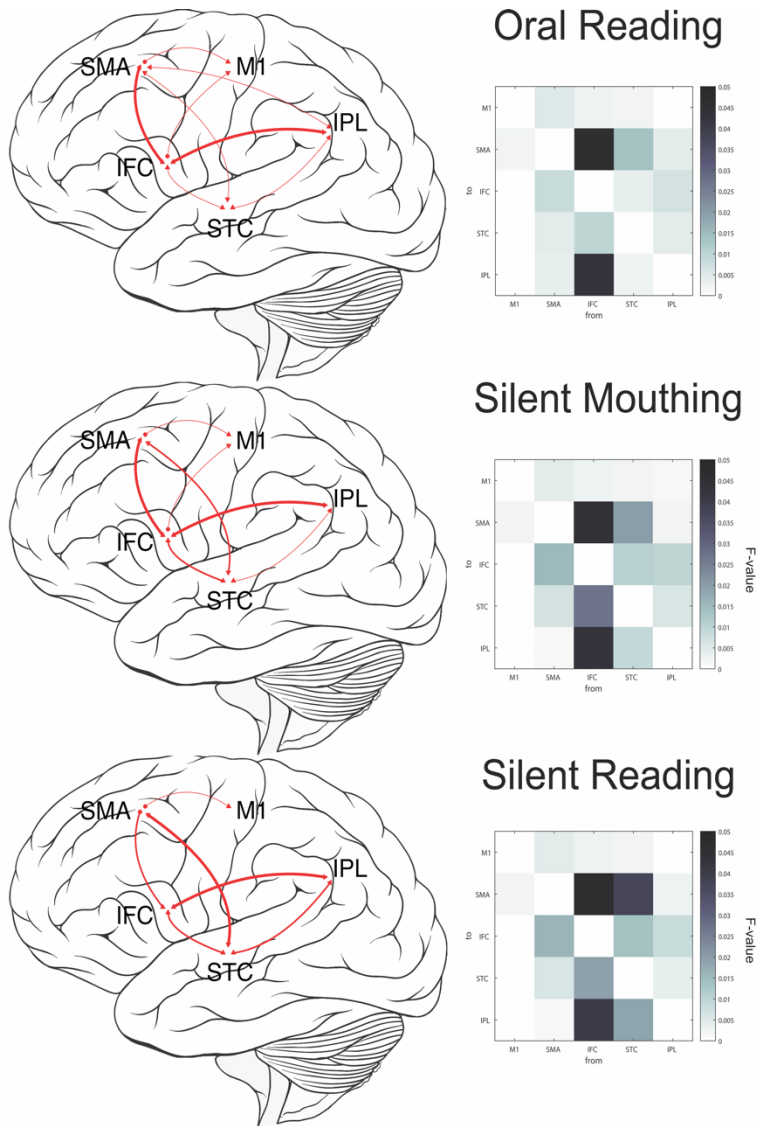 Oral Reading
SMA
M1
IPL
IFC
STC
M1
SMA
IFC
STC
IPL
to
M1 SMA IFC STC IPL
from
0.05
0.045
0.04
0.035
0.03
0.025
0.02
0.015
0.01
0.005
0
Silent Mouthing
SMA
M1
IPL
IFC
STC
M1
SMA
IFC
STC
IPL
to
M1 SMA IFC STC IPL
from
0.05
0.045
0.04
0.035
0.03
0.025
0.02
0.015
0.01
0.005
0
F-value
Silent Reading
SMA
M1
IPL
IFC
STC
M1
SMA
IFC
STC
IPL
to
M1 SMA IFC STC IPL
from
0.05
0.045
0.04
0.035
0.03
0.025
0.02
0.015
0.01
0.005
0
F-value